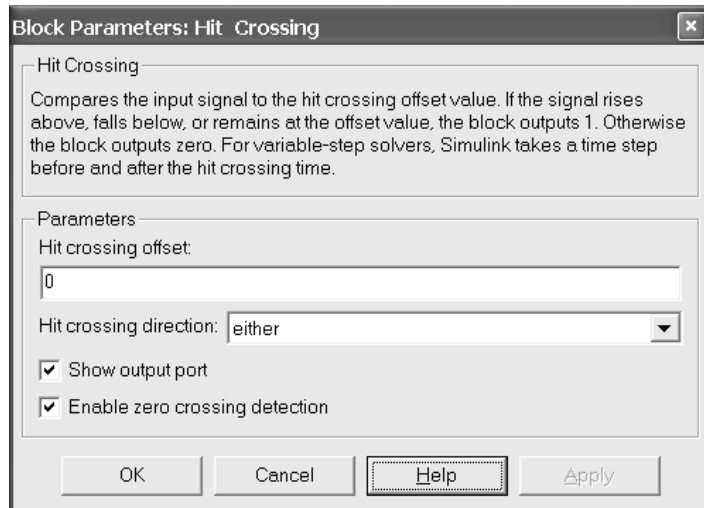 Block Parameters: Hit Crossing
Hit Crossing
Compares the input signal to the hit crossing offset value. If the signal rises
above, falls below, or remains at the offset value, the block outputs 1. Otherwise
the block outputs zero. For variable-step solvers, Simulink takes a time step
before and after the hit crossing time.
Parameters
Hit crossing offset:
0
Hit crossing direction: either
Show output port
Enable zero crossing detection
OK Cancel Help Apply